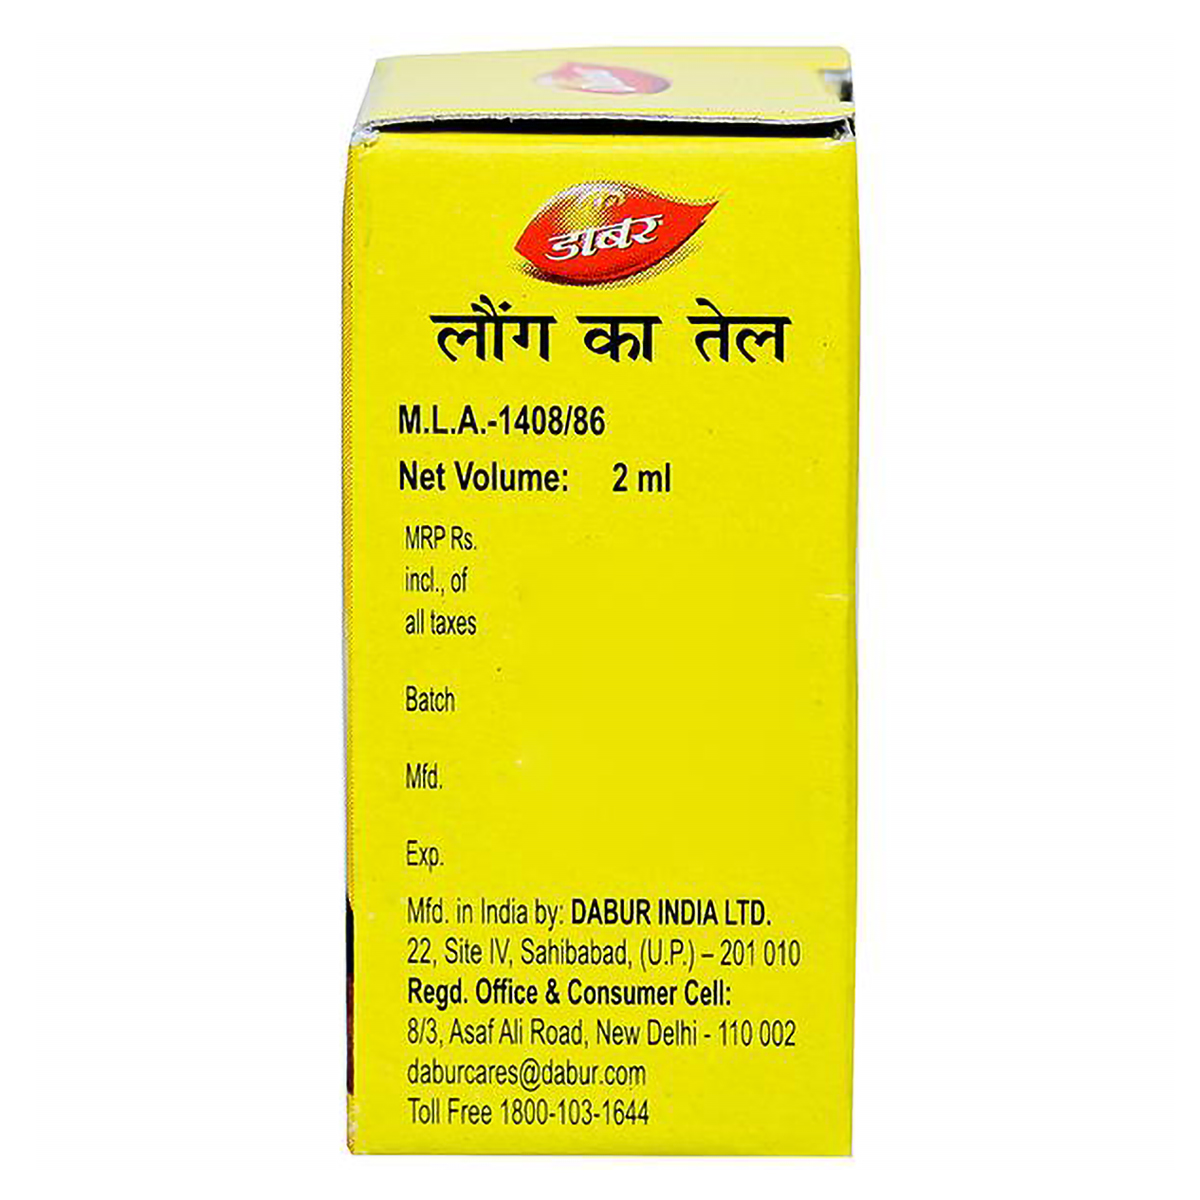 डाबर
लौंग का तेल
M.L.A.-1408/86
Net Volume: 2 ml
MRP Rs.
incl., of
all taxes
Batch
Mfd.
Exp.
Mfd. in India by: DABUR INDIA LTD.
22, Site IV, Sahibabad, (U.P.) – 201 010
Regd. Office & Consumer Cell:
8/3, Asaf Ali Road, New Delhi - 110 002
daburcares@dabur.com
Toll Free 1800-103-1644